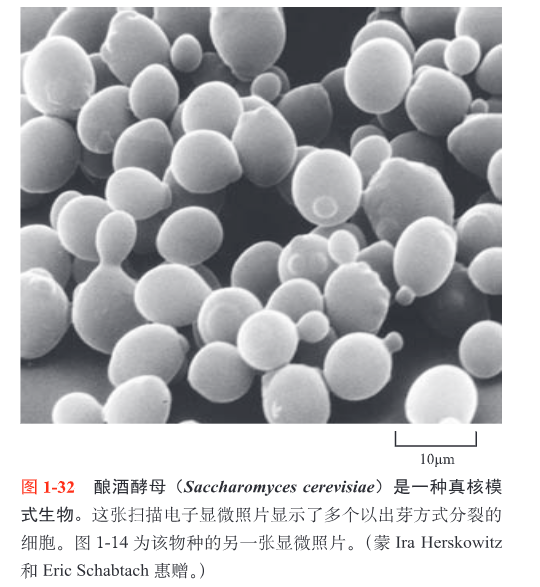 10μm
图 1-32 酿酒酵母（Saccharomyces cerevisiae）是一种真核模
式生物。这张扫描电子显微照片显示了多个以出芽方式分裂的
细胞。图 1-14 为该物种的另一张显微照片。（蒙 Ira Herskowitz
和 Eric Schabtach 惠赠。）